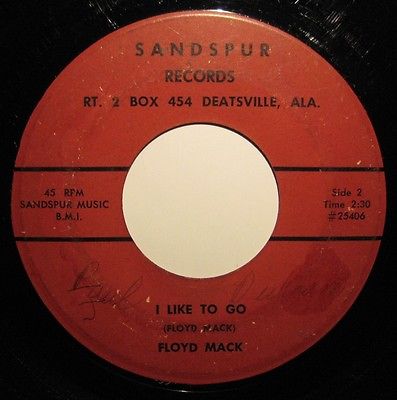 SANDSPUR
RECORDS
RT. 2 BOX 454 DEATSVILLE, ALA.
45 RPM
SANDSPUR MUSIC
B.M.I.
Side 2
Time 2:30
#25406
I LIKE TO GO
(FLOYD MACK)
FLOYD MACK